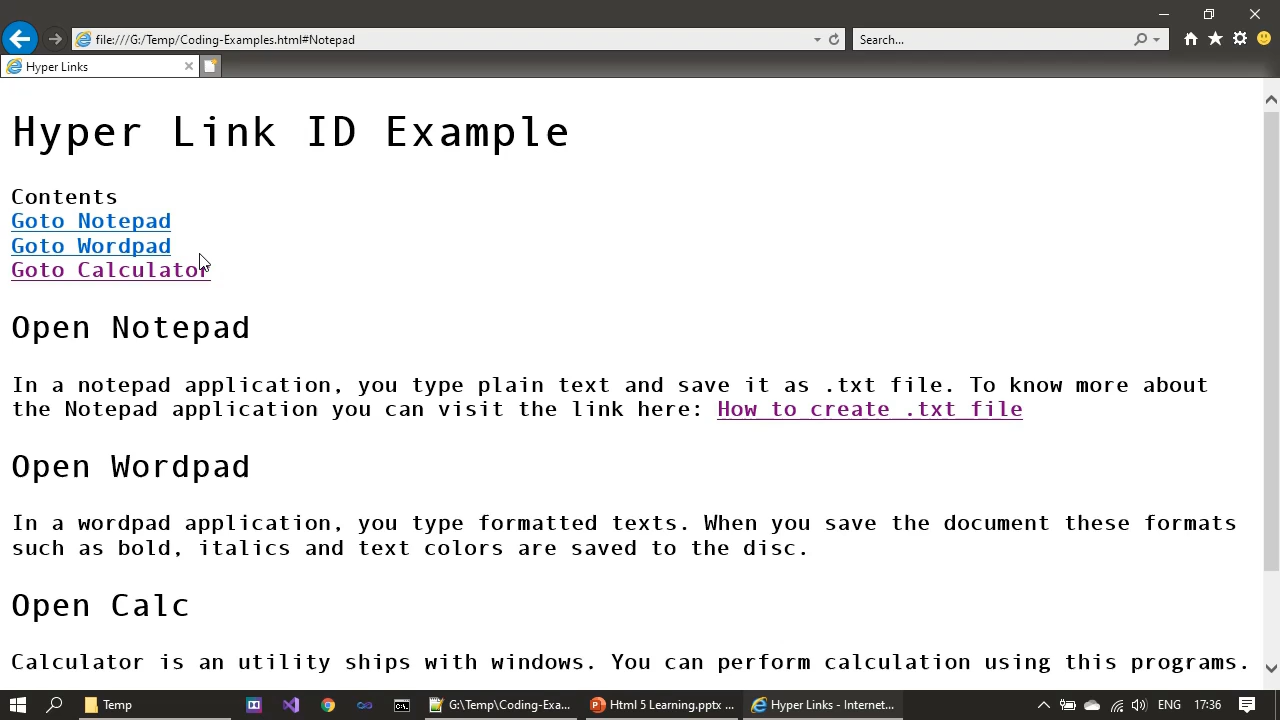 file:///G:/Temp/Coding-Examples.html#Notepad
Search...
Hyper Links
Hyper Link ID Example
Contents
Goto Notepad
Goto Wordpad
Goto Calculator
Open Notepad
In a notepad application, you type plain text and save it as .txt file. To know more about
the Notepad application you can visit the link here: How to create .txt file
Open Wordpad
In a wordpad application, you type formatted texts. When you save the document these formats
such as bold, italics and text colors are saved to the disc.
Open Calc
Calculator is an utility ships with windows. You can perform calculation using this programs.
Temp
G:\Temp\Coding-Exa...
Html 5 Learning.pptx ...
Hyper Links - Internet...
ENG
17:36